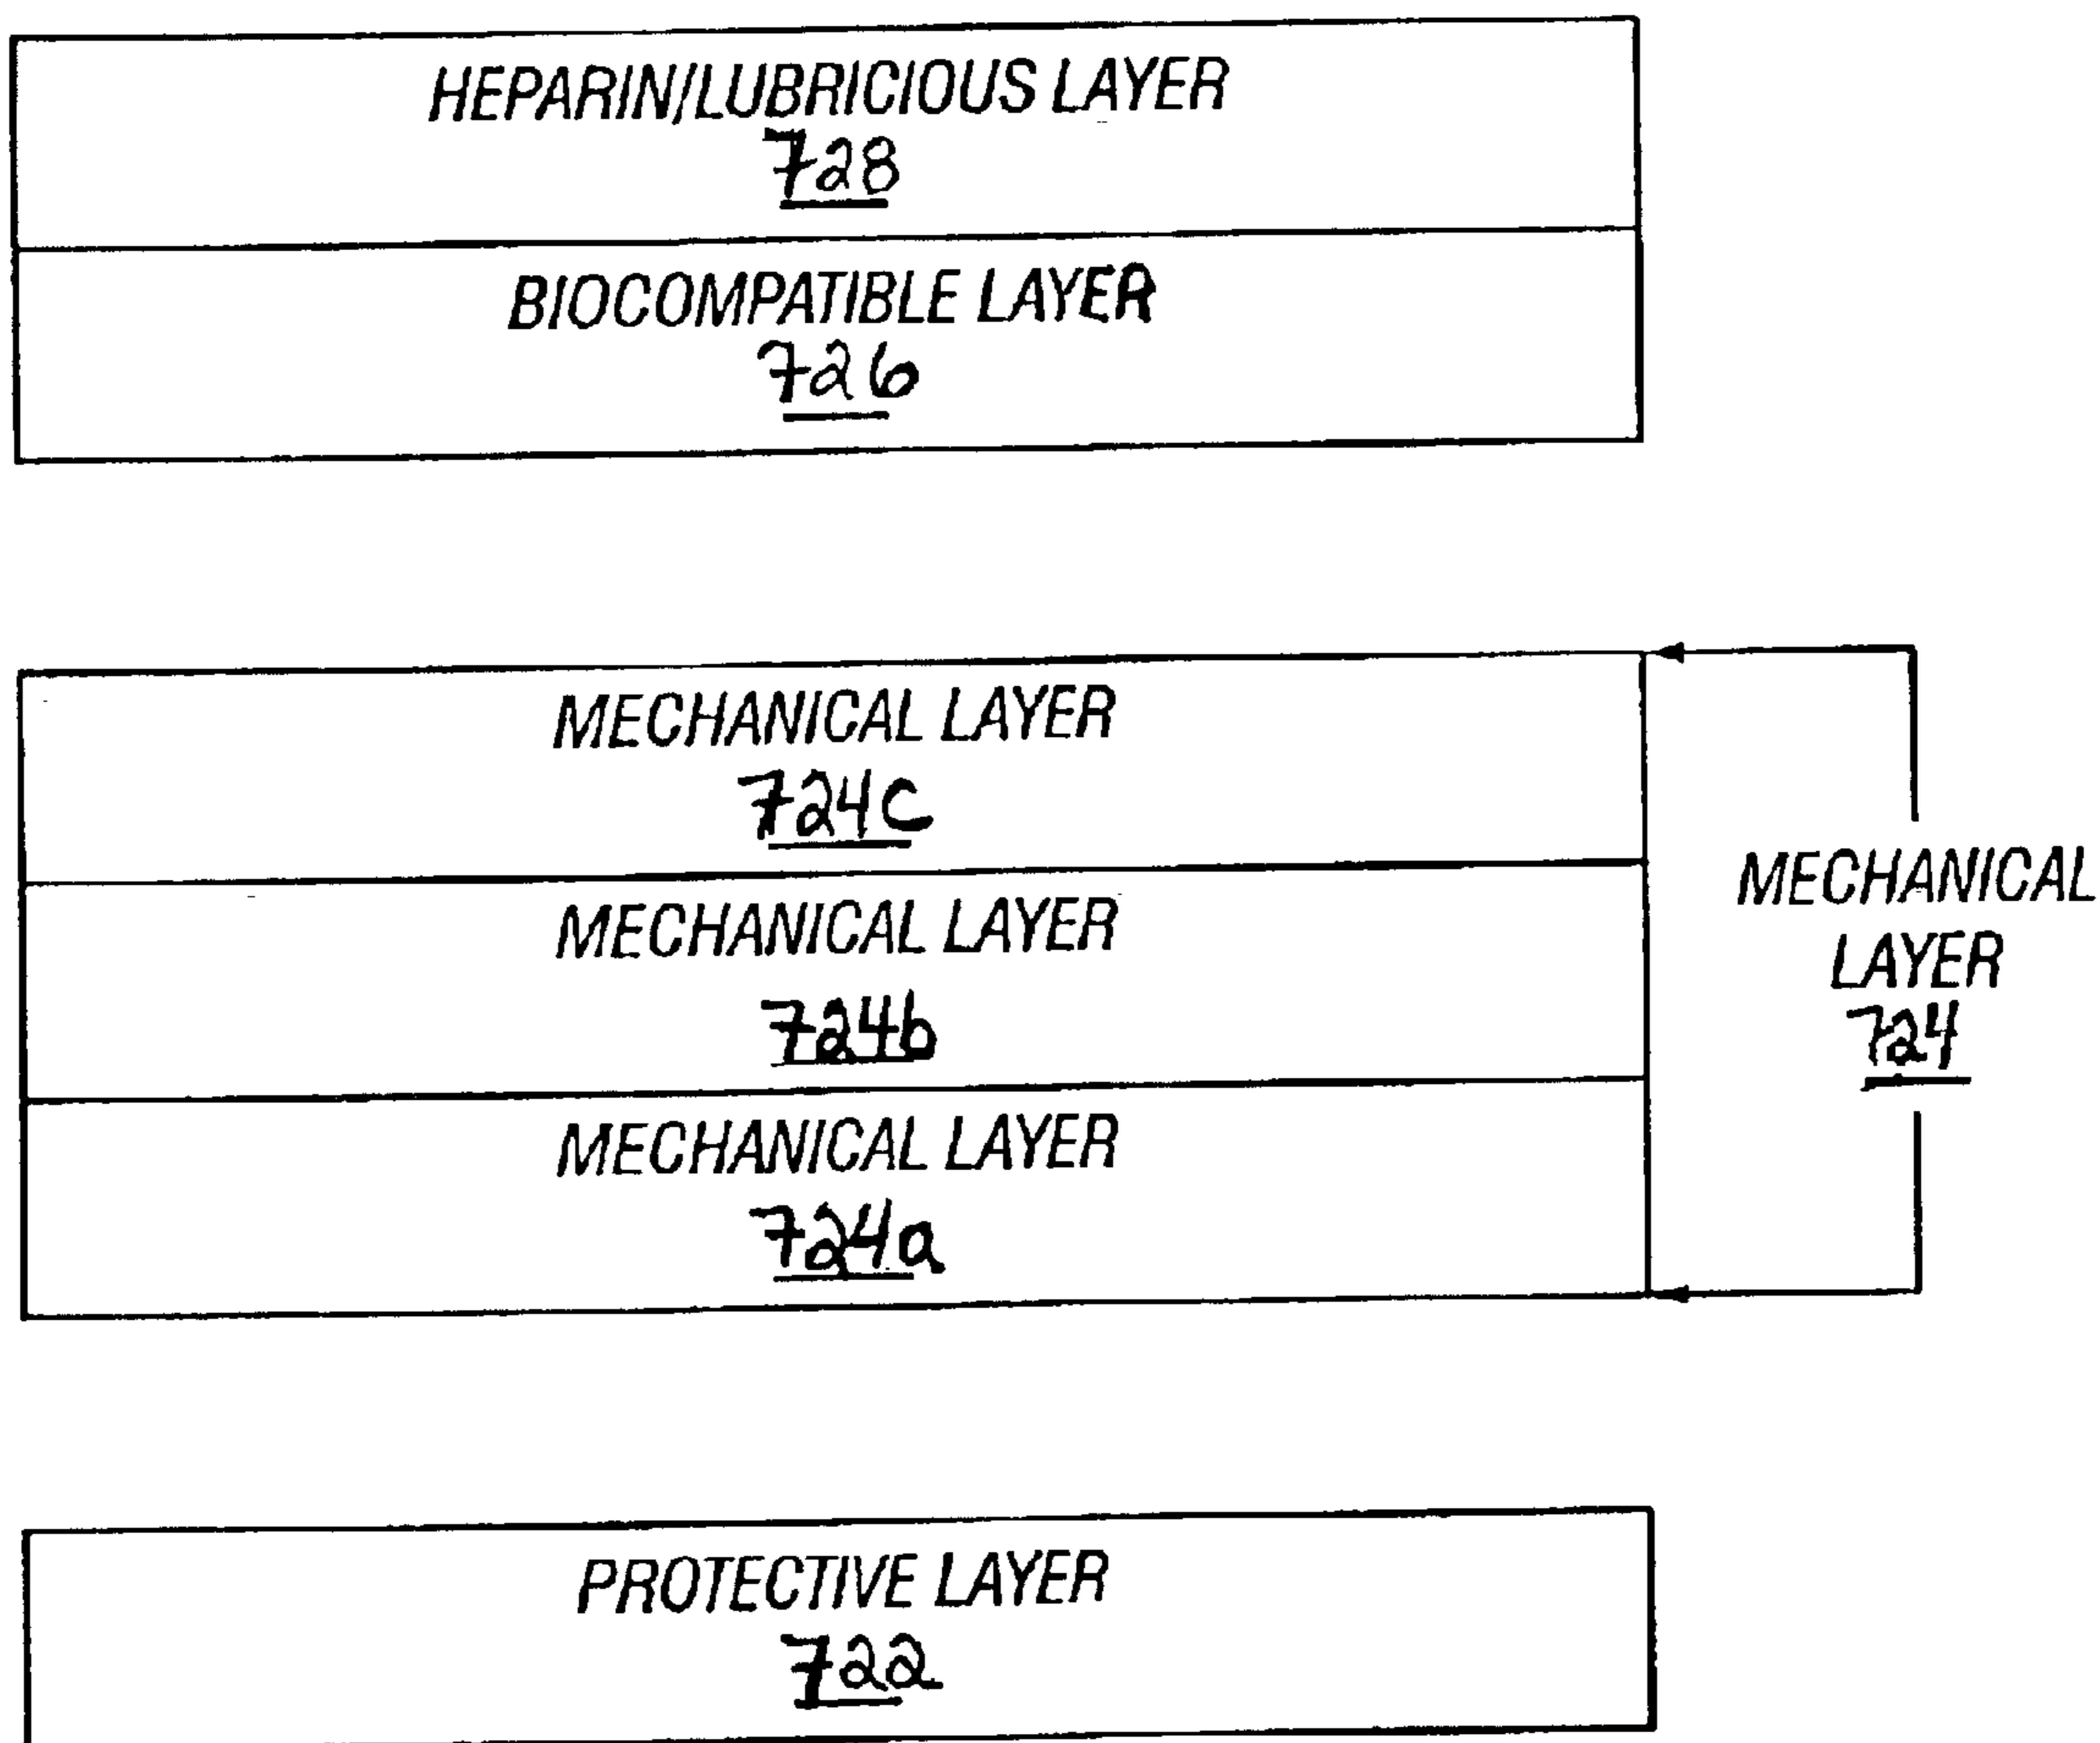 HEPARIN/LUBRICIOUS LAYER
728
BIOCOMPATIBLE LAYER
726
MECHANICAL LAYER
724c
MECHANICAL LAYER
724b
MECHANICAL LAYER
724a
MECHANICAL
LAYER
724
PROTECTIVE LAYER
722